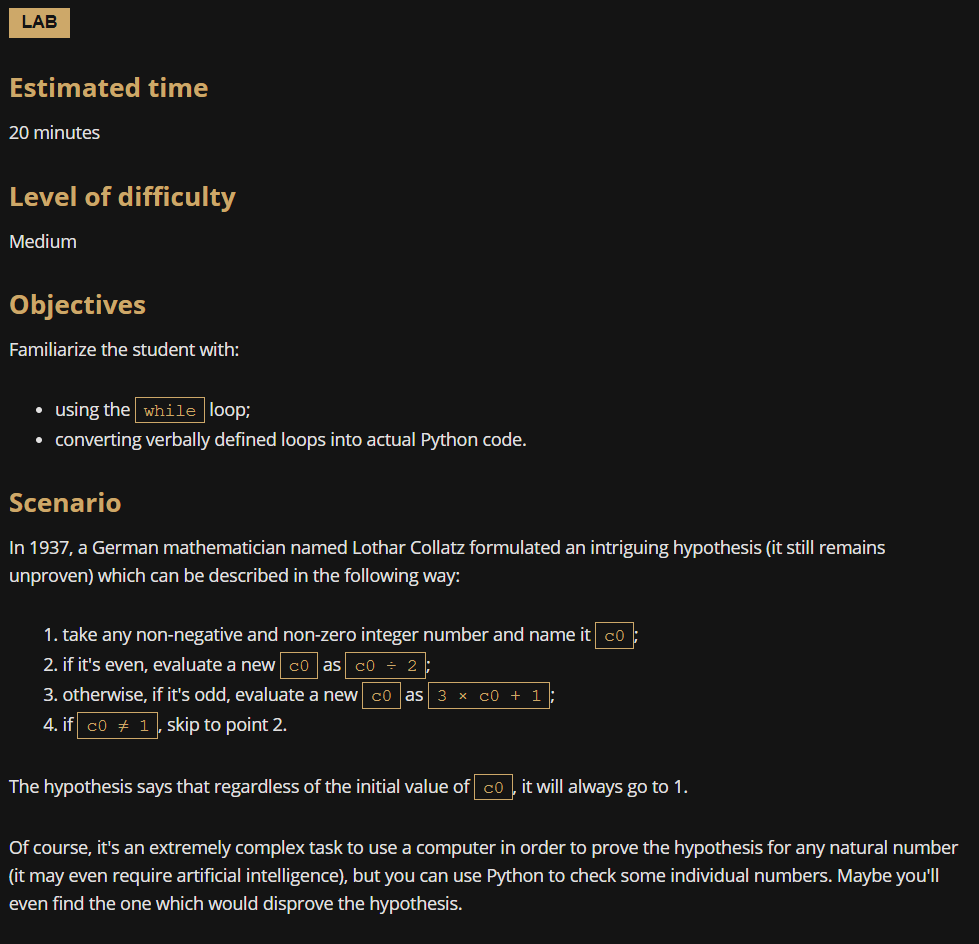 LAB
Estimated time
20 minutes
Level of difficulty
Medium
Objectives
Familiarize the student with:
• using the while loop;
• converting verbally defined loops into actual Python code.
Scenario
In 1937, a German mathematician named Lothar Collatz formulated an intriguing hypothesis (it still remains
unproven) which can be described in the following way:
1. take any non-negative and non-zero integer number and name it c0;
2. if it's even, evaluate a new c0 as c0 ÷ 2;
3. otherwise, if it's odd, evaluate a new c0 as 3 × c0 + 1;
4. if c0 ≠ 1, skip to point 2.
The hypothesis says that regardless of the initial value of c0, it will always go to 1.
Of course, it's an extremely complex task to use a computer in order to prove the hypothesis for any natural number
(it may even require artificial intelligence), but you can use Python to check some individual numbers. Maybe you'll
even find the one which would disprove the hypothesis.